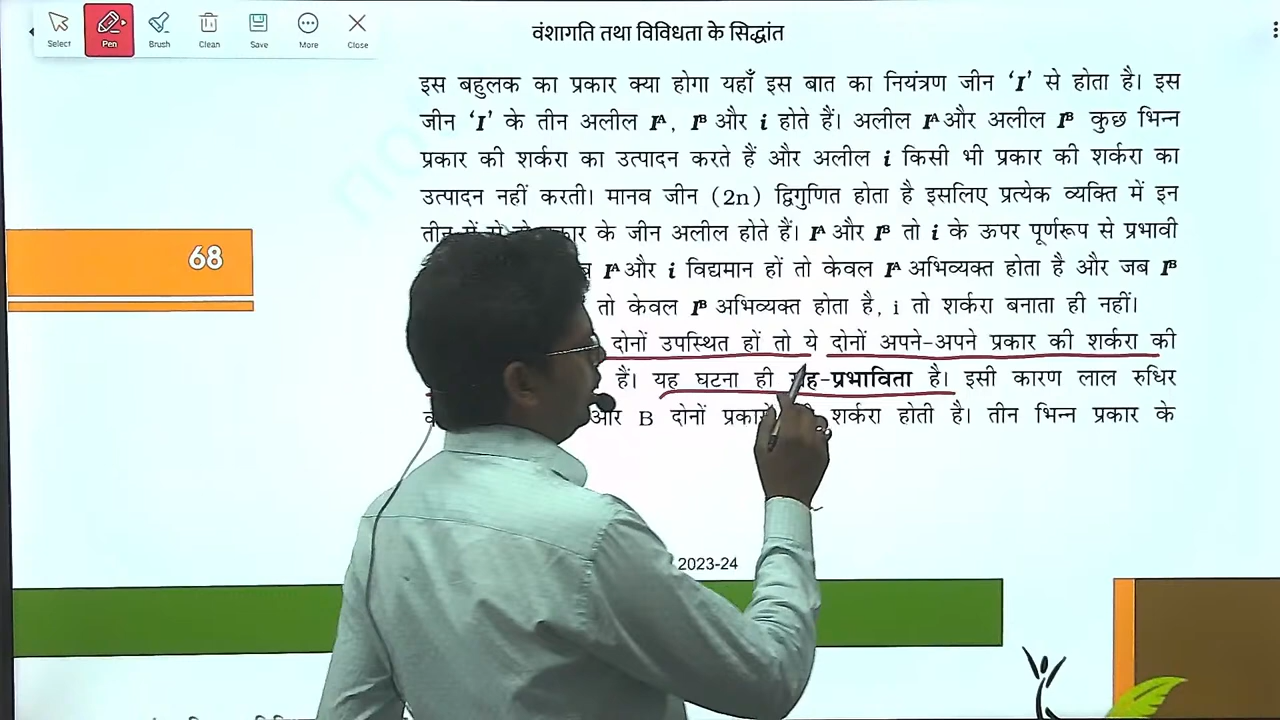 Select Pen Brush Clean Save More Close
वंशागति तथा विविधता के सिद्धांत
इस बहुलक का प्रकार क्या होगा यहाँ इस बात का नियंत्रण जीन ‘I’ से होता है। इस
जीन ‘I’ के तीन अलील Iᴬ, Iᴮ और i होते हैं। अलील Iᴬ और अलील Iᴮ कुछ भिन्न
प्रकार की शर्करा का उत्पादन करते हैं और अलील i किसी भी प्रकार की शर्करा का
उत्पादन नहीं करती। मानव जीन (2n) द्विगुणित होता है इसलिए प्रत्येक व्यक्ति में इन
के जीन अलील होते हैं। Iᴬ और Iᴮ तो i के ऊपर पूर्णरूप से प्रभावी
68
Iᴬ और i विद्यमान हों तो केवल Iᴬ अभिव्यक्त होता है और जब Iᴮ
तो केवल Iᴮ अभिव्यक्त होता है, i तो शर्करा बनाता ही नहीं।
दोनों उपस्थित हों तो ये दोनों अपने-अपने प्रकार की शर्करा की
हैं। यह घटना ही सह-प्रभाविता है। इसी कारण लाल रुधिर
और B दोनों शर्करा होती है। तीन भिन्न प्रकार के
2023-24